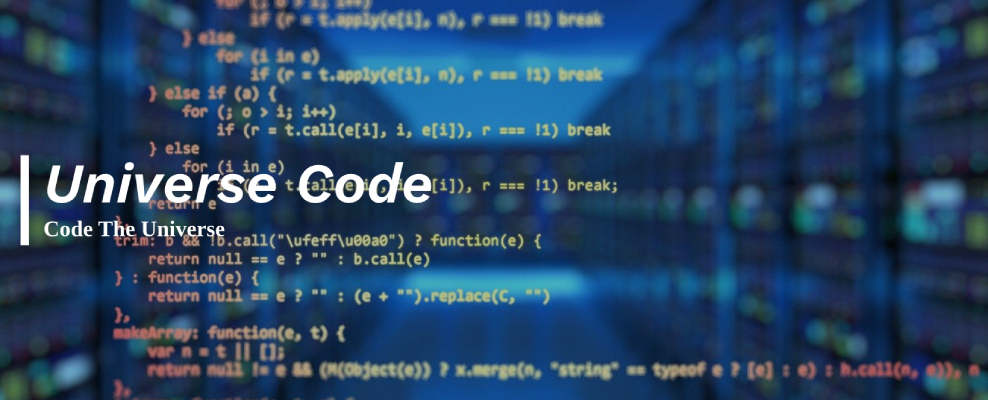 for (; o > i; i++)
if (r = t.apply(e[i], n), r === !1) break
} else
for (i in e)
if (r = t.apply(e[i], n), r === !1) break
} else if (a) {
for (; o > i; i++)
if (r = t.call(e[i], i, e[i]), r === !1) break
} else
for (i in e)
if (r = t.call(e[i], i, e[i]), r === !1) break;
Universe Code
return e
Code The Universe
},
trim: b && !b.call("\ufeff\u00a0") ? function(e) {
return null == e ? "" : b.call(e)
} : function(e) {
return null == e ? "" : (e + "").replace(C, "")
},
makeArray: function(e, t) {
var n = t || [];
return null != e && (M(Object(e)) ? x.merge(n, "string" == typeof e ? [e] : e) : h.call(n, e)), n
},